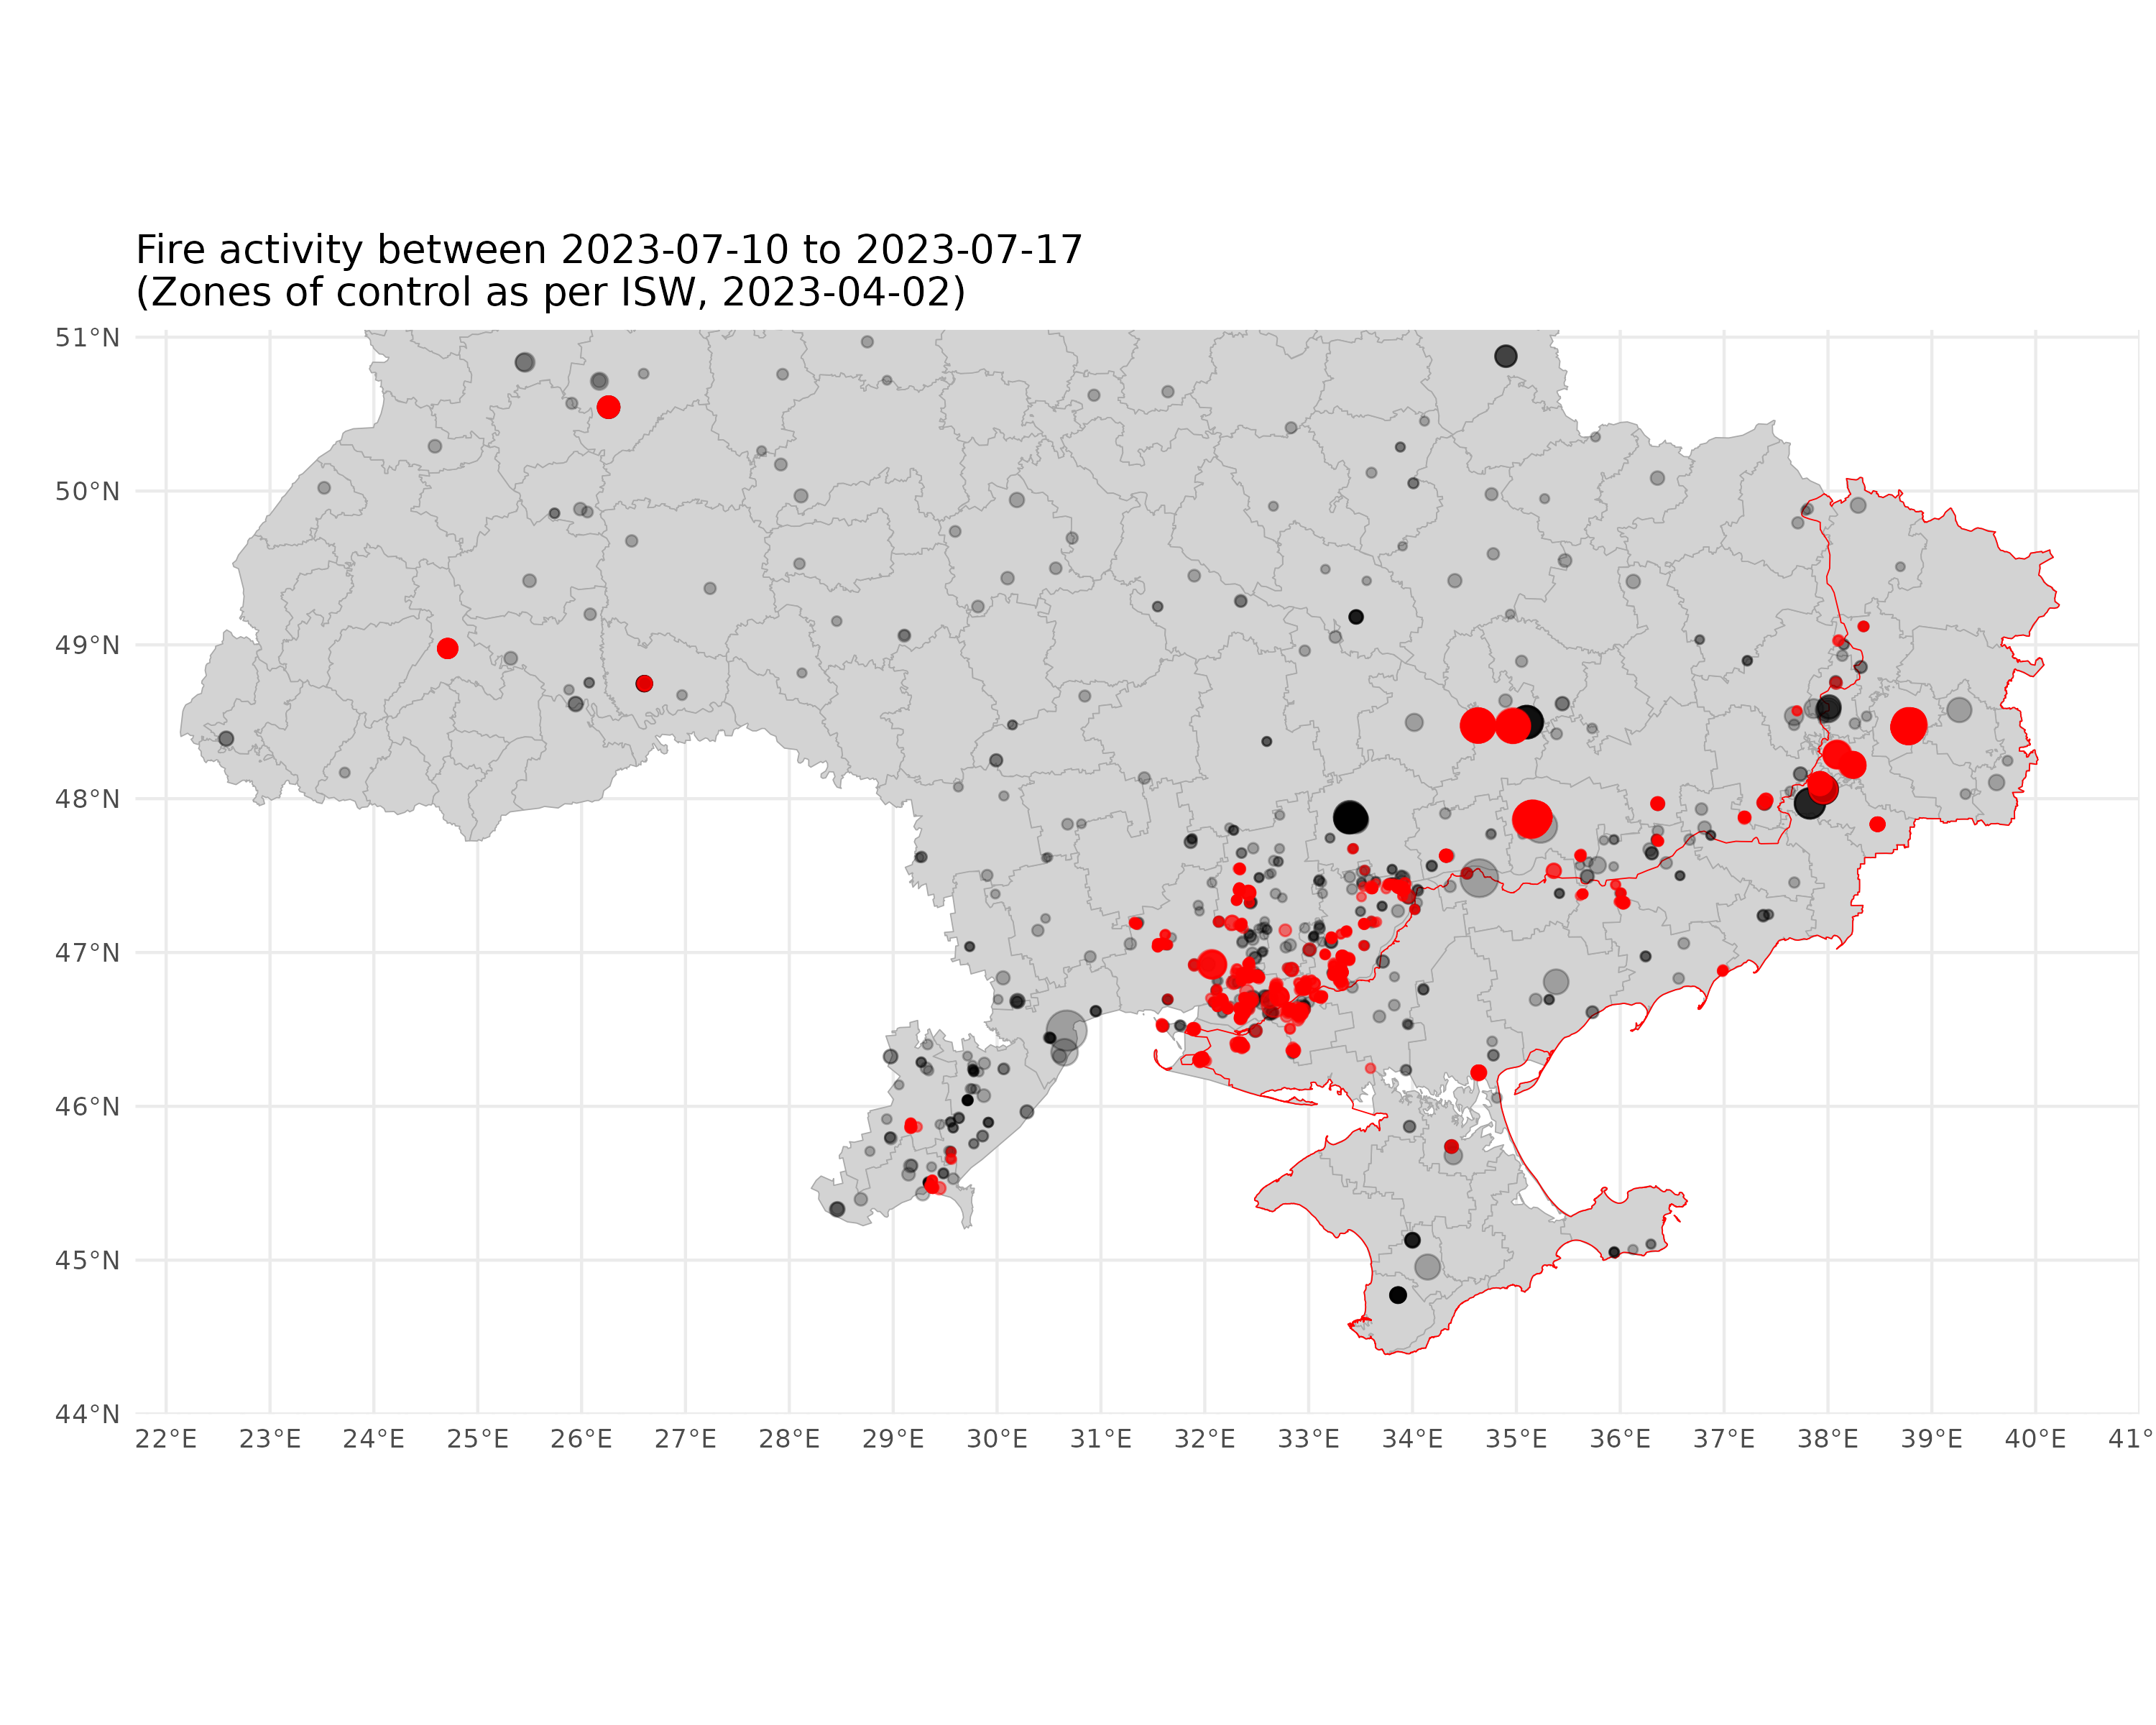 Fire activity between 2023-07-10 to 2023-07-17
(Zones of control as per ISW, 2023-04-02)
51°N
50°N
49°N
48°N
47°N
46°N
45°N
44°N
22°E 23°E 24°E 25°E 26°E 27°E 28°E 29°E 30°E 31°E 32°E 33°E 34°E 35°E 36°E 37°E 38°E 39°E 40°E 41°